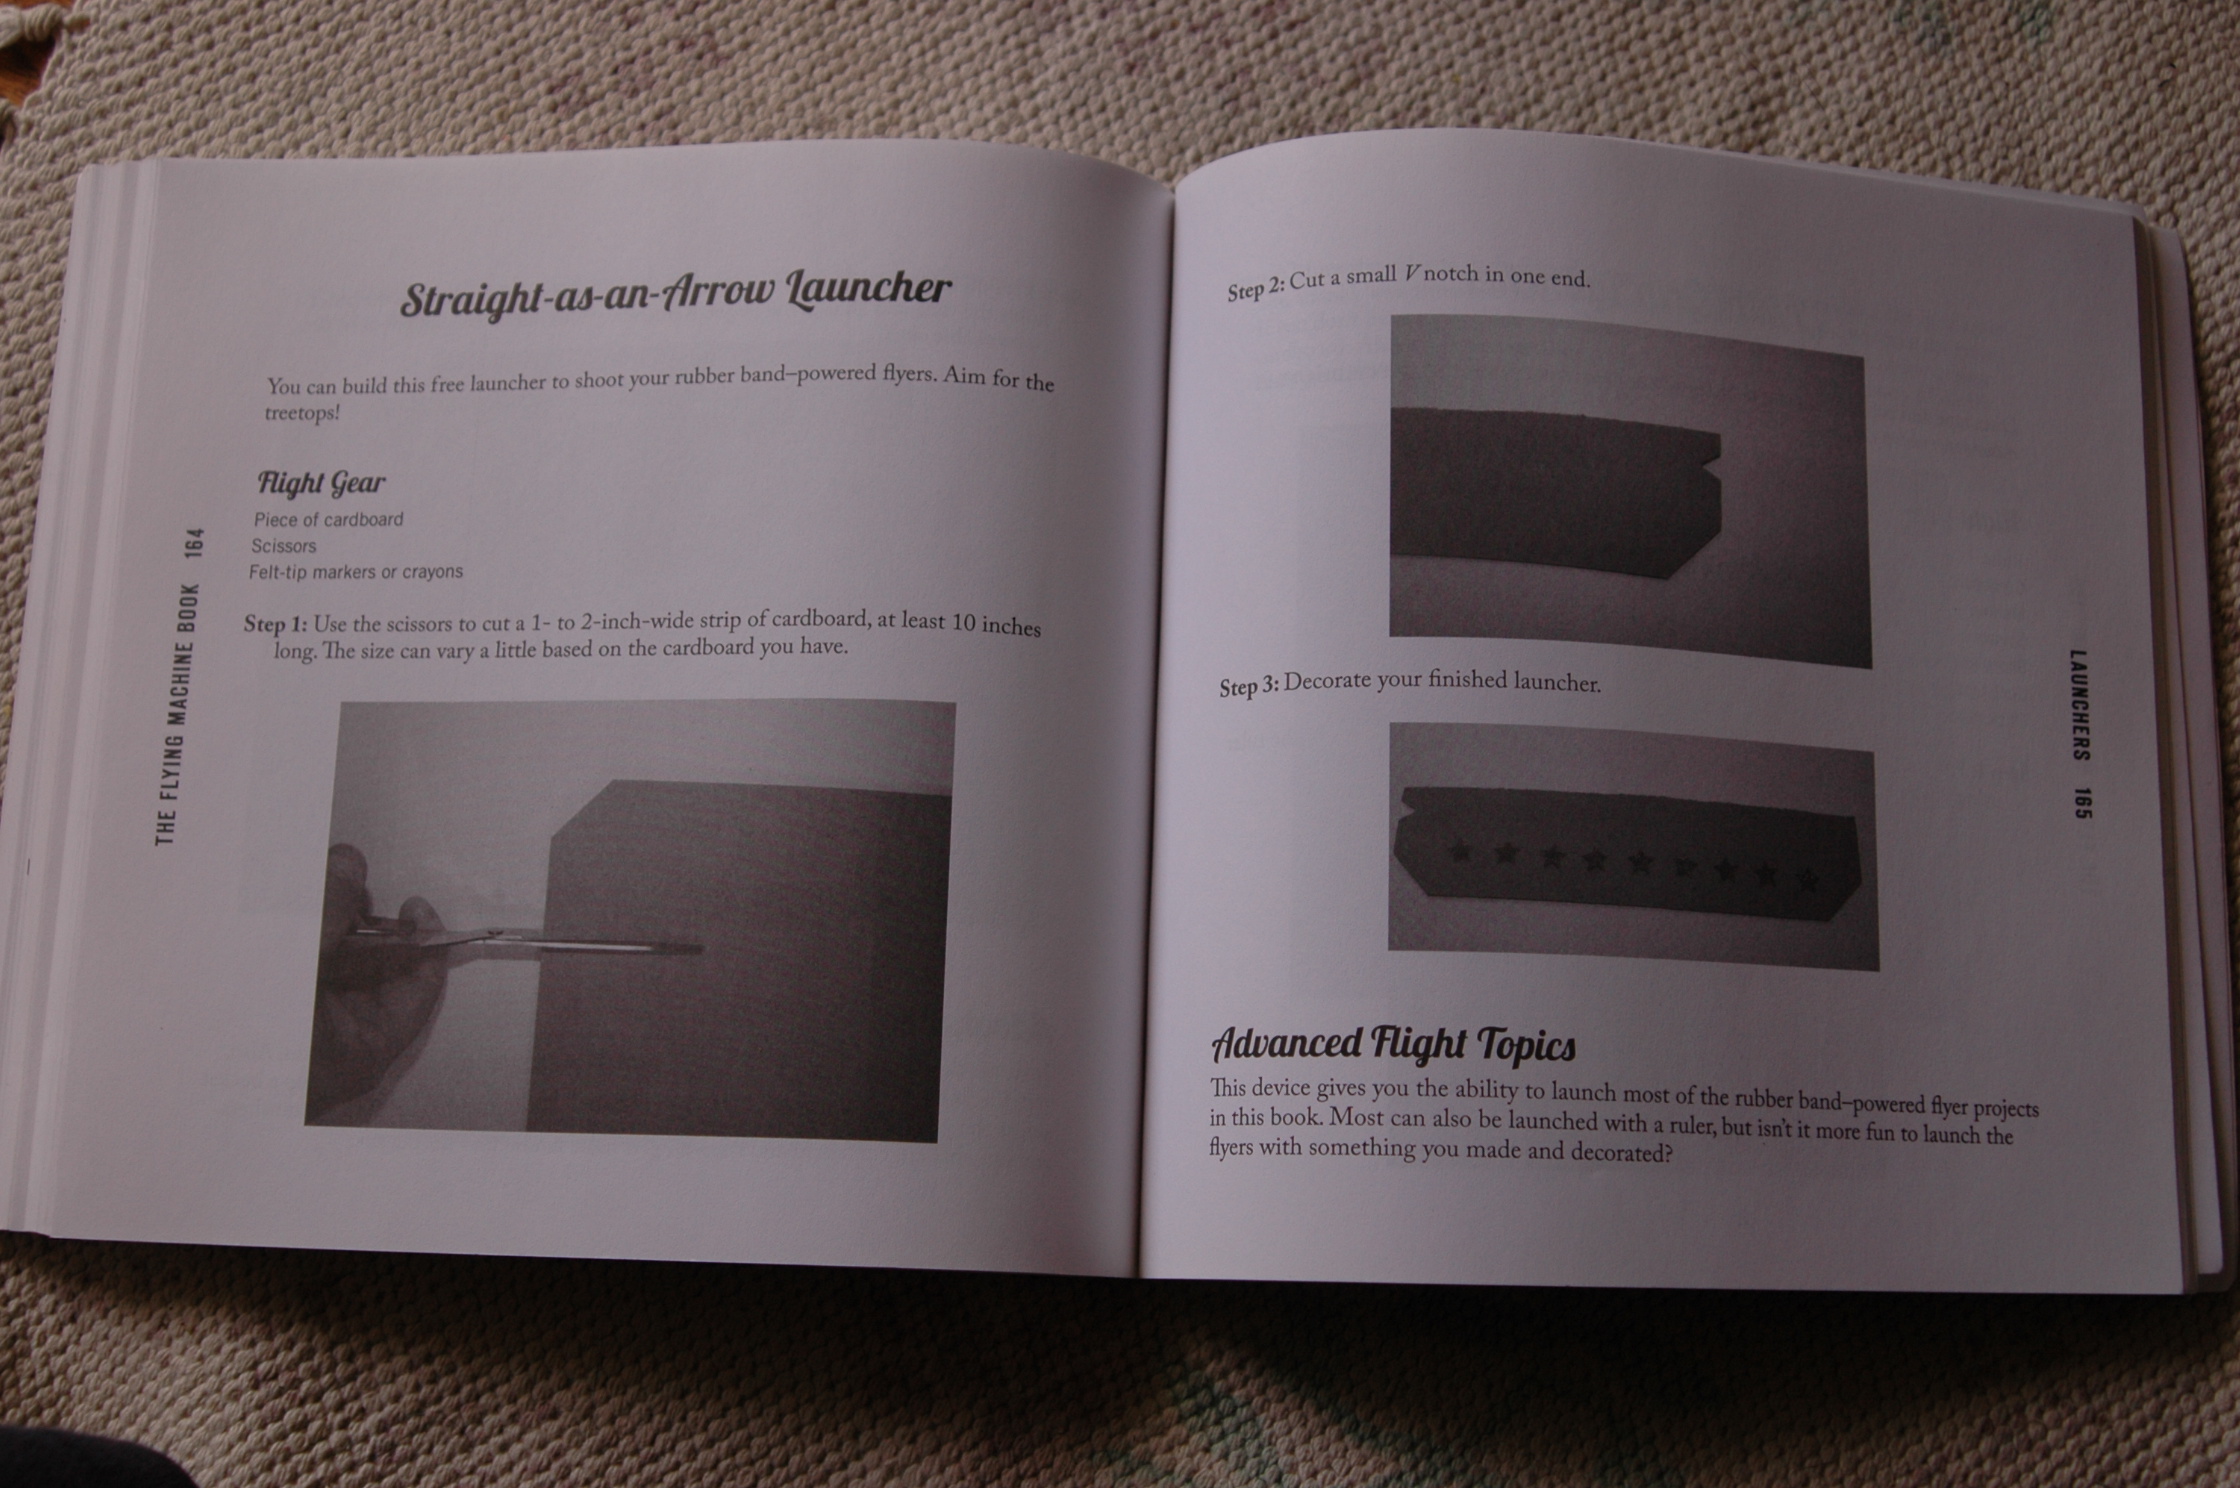 Straight-as-an-Arrow Launcher
You can build this free launcher to shoot your rubber band–powered flyers. Aim for the
treetops!
Flight Gear
Piece of cardboard
Scissors
Felt-tip markers or crayons
Step 1: Use the scissors to cut a 1- to 2-inch-wide strip of cardboard, at least 10 inches
long. The size can vary a little based on the cardboard you have.
THE FLYING MACHINE BOOK 164
Step 2: Cut a small V notch in one end.
Step 3: Decorate your finished launcher.
Advanced Flight Topics
This device gives you the ability to launch most of the rubber band–powered flyer projects
in this book. Most can also be launched with a ruler, but isn't it more fun to launch the
flyers with something you made and decorated?
LAUNCHERS 165